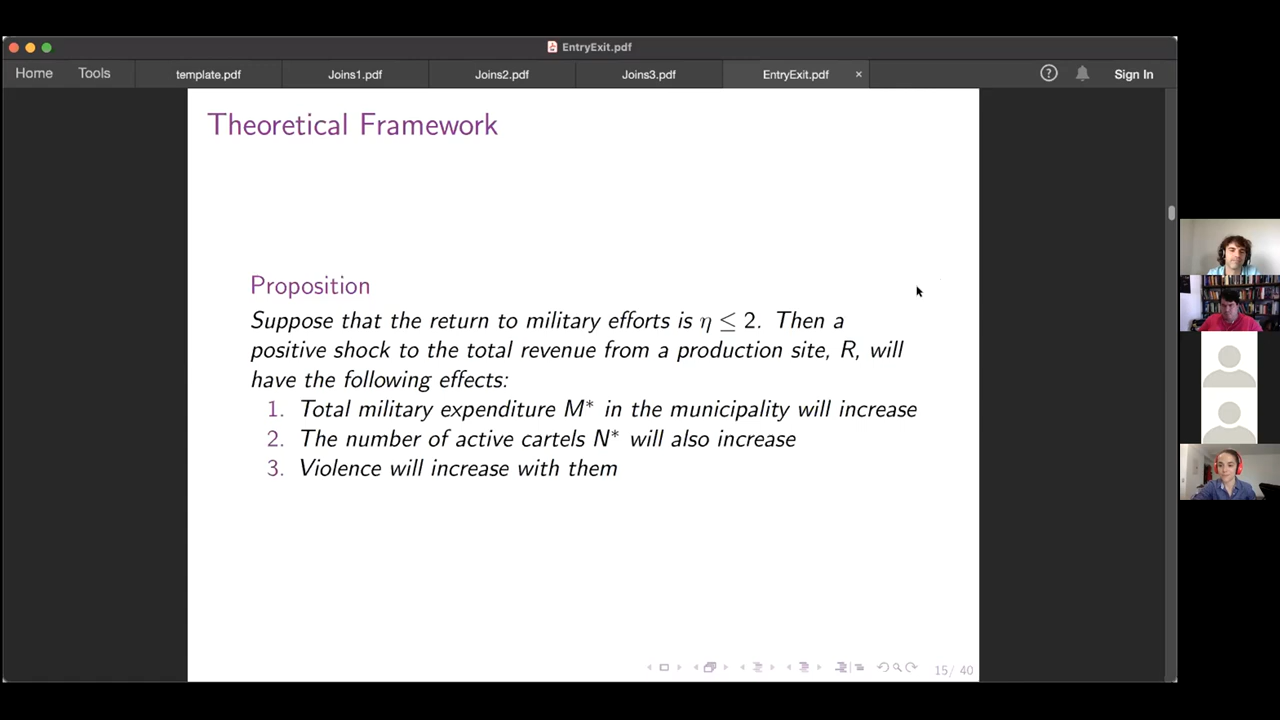 EntryExit.pdf
Home Tools template.pdf Joins1.pdf Joins2.pdf Joins3.pdf EntryExit.pdf × ? Sign In
Theoretical Framework
Proposition
Suppose that the return to military efforts is η ≤ 2. Then a
positive shock to the total revenue from a production site, R, will
have the following effects:
1. Total military expenditure M* in the municipality will increase
2. The number of active cartels N* will also increase
3. Violence will increase with them
15/ 40